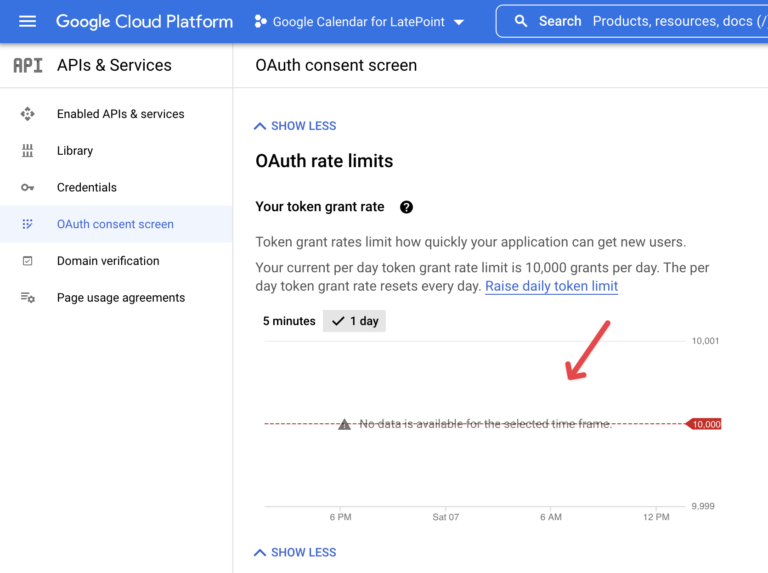 Google Cloud Platform
Google Calendar for LatePoint
Search Products, resources, docs (/)
API APIs & Services
OAuth consent screen
Enabled APIs & services
Library
Credentials
OAuth consent screen
Domain verification
Page usage agreements
SHOW LESS
OAuth rate limits
Your token grant rate ?
Token grant rates limit how quickly your application can get new users.
Your current per day token grant rate limit is 10,000 grants per day. The per
day token grant rate resets every day. Raise daily token limit
5 minutes 1 day
10,001
No data is available for the selected time frame.
10,000
9,999
6 PM Sat 07 6 AM 12 PM
SHOW LESS